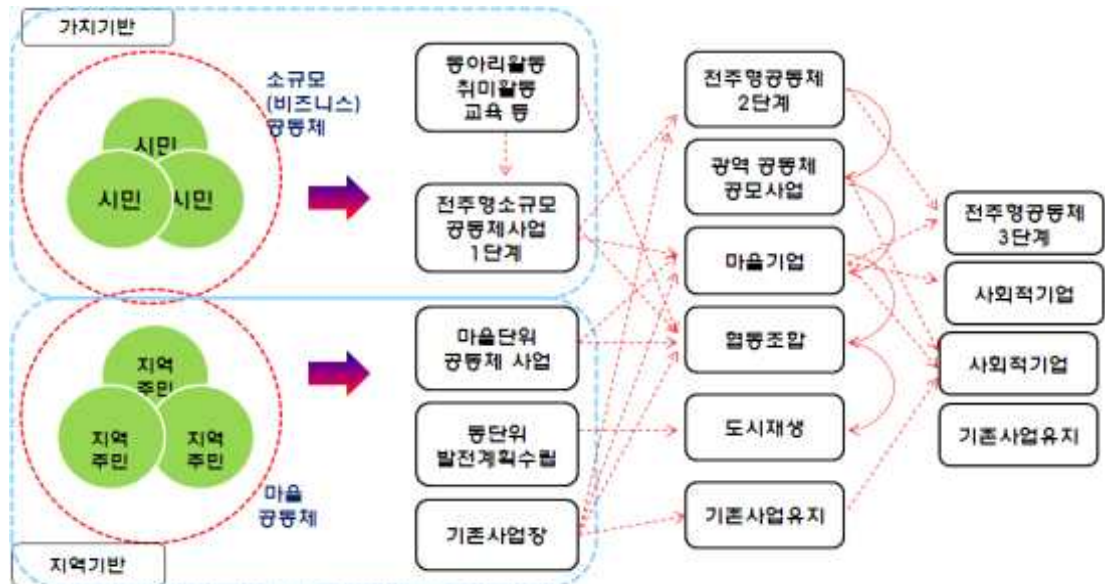 가치기반
소규모
(비즈니스)
공동체
시민
시민
시민
동아리활동
취미활동
교육 등
전주형소규모
공동체사업
1단계
지역
주민
지역
주민
지역
주민
마을
공동체
지역기반
마을단위
공동체 사업
동단위
발전계획수립
기존사업장
전주형공동체
2단계
광역 공동체
공모사업
마을기업
협동조합
도시재생
기존사업유지
전주형공동체
3단계
사회적기업
사회적기업
기존사업유지